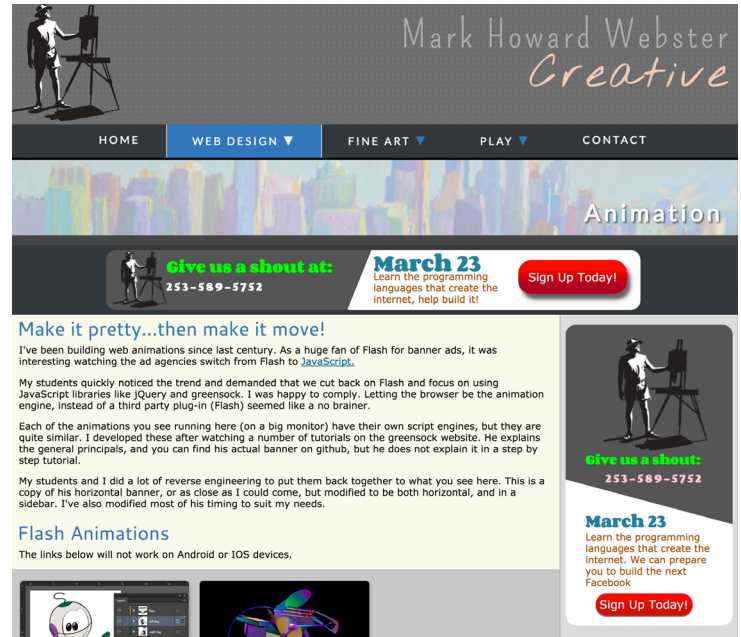 Mark Howard Webster
Creative
HOME
WEB DESIGN ▼
FINE ART ▼
PLAY ▼
CONTACT
Animation
Give us a shout at:
253-589-5752
March 23
Learn the programming
languages that create the
internet, help build it!
Sign Up Today!
Make it pretty...then make it move!
I've been building web animations since last century. As a huge fan of Flash for banner ads, it was
interesting watching the ad agencies switch from Flash to JavaScript.
My students quickly noticed the trend and demanded that we cut back on Flash and focus on using
JavaScript libraries like jQuery and greensock. I was happy to comply. Letting the browser be the animation
engine, instead of a third party plug-in (Flash) seemed like a no brainer.
Each of the animations you see running here (on a big monitor) have their own script engines, but they are
quite similar. I developed these after watching a number of tutorials on the greensock website. He explains
the general principals, and you can find his actual banner on github, but he does not explain it in a step by
step tutorial.
My students and I did a lot of reverse engineering to put them back together to what you see here. This is a
copy of his horizontal banner, or as close as I could come, but modified to be both horizontal, and in a
sidebar. I've also modified most of his timing to suit my needs.
Flash Animations
The links below will not work on Android or IOS devices.
Give us a shout:
253-589-5752
March 23
Learn the programming
languages that create the
internet. We can prepare
you to build the next
Facebook
Sign Up Today!